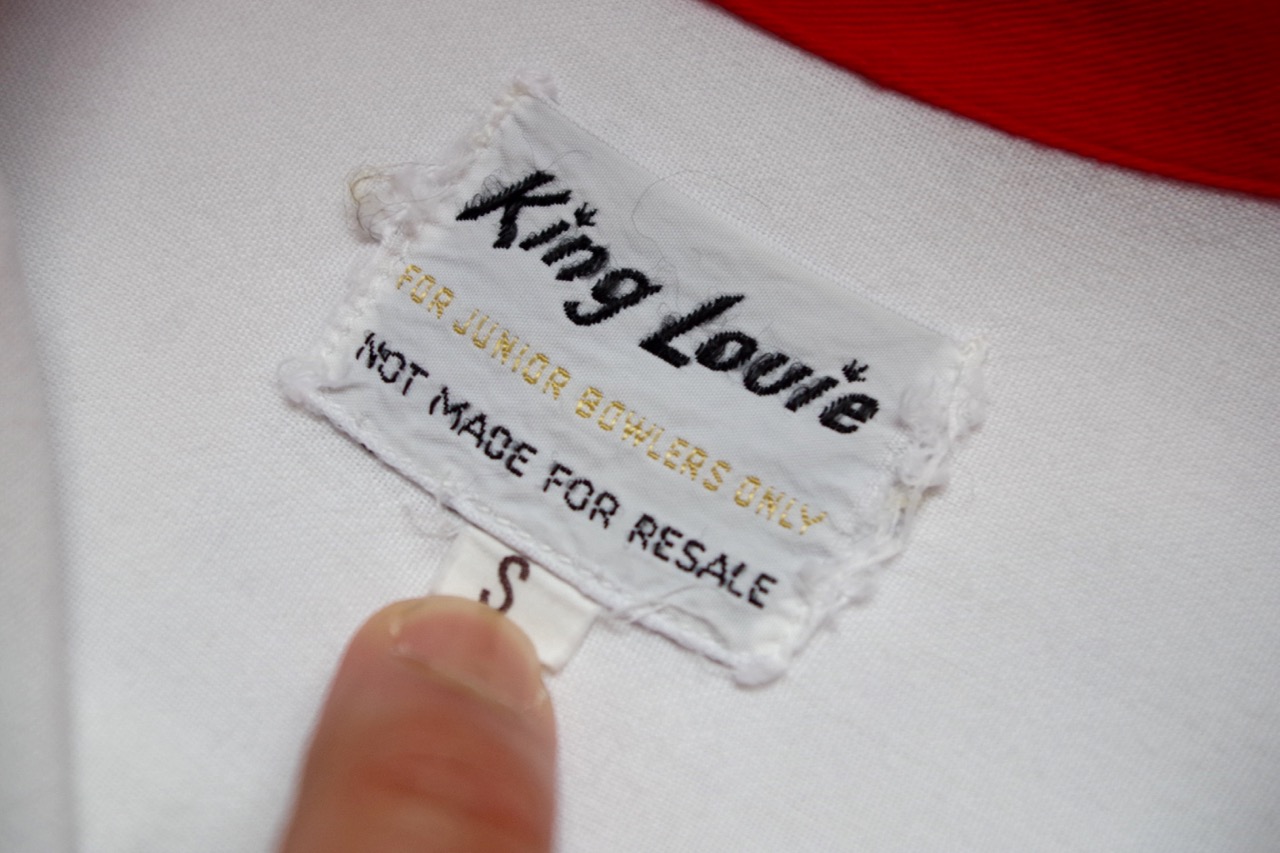 King Louie
FOR JUNIOR BOWLERS ONLY
NOT MADE FOR RESALE
S